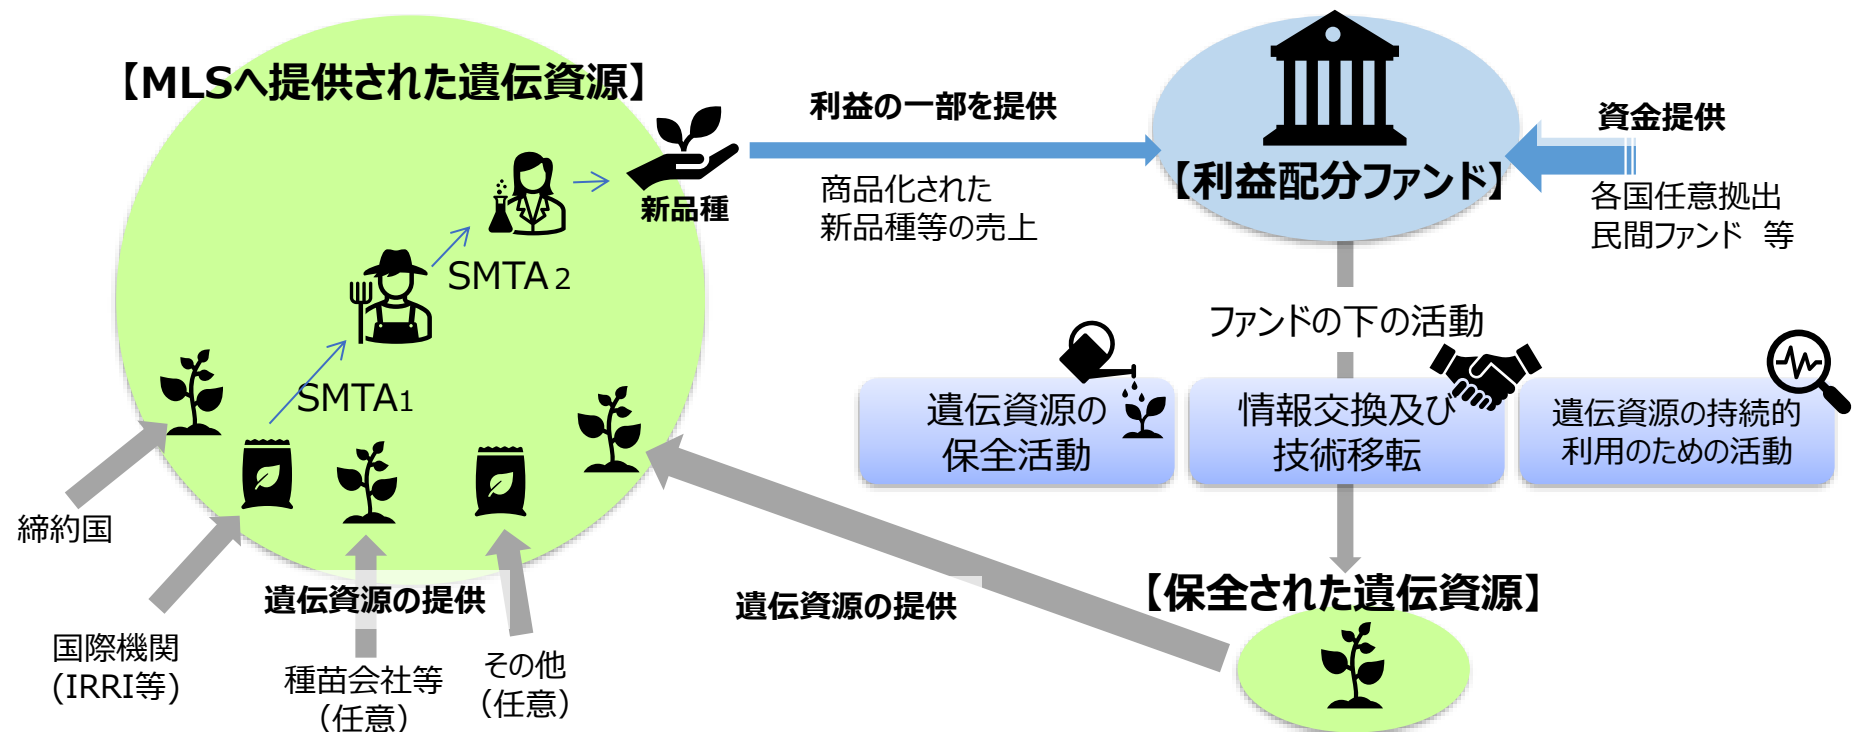 【MLSへ提供された遺伝資源】
新品種
SMTA2
SMTA1
締約国
国際機関
(IRRI等)
遺伝資源の提供
種苗会社等
（任意）
その他
（任意）
利益の一部を提供
商品化された
新品種等の売上
【利益配分ファンド】
資金提供
各国任意拠出
民間ファンド 等
ファンドの下の活動
遺伝資源の
保全活動
情報交換及び
技術移転
遺伝資源の持続的
利用のための活動
遺伝資源の提供
【保全された遺伝資源】